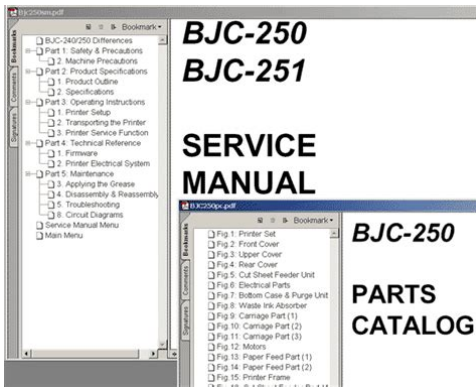 BJC250sm.pdf
Bookmark
BJC-240/250 Differences
Part 1: Safety & Precautions
2. Machine Precautions
Part 2: Product Specifications
1. Product Outline
2. Specifications
Part 3: Operating Instructions
1. Printer Setup
2. Transporting the Printer
3. Printer Service Function
Part 4: Technical Reference
1. Firmware
2. Printer Electrical System
Part 5: Maintenance
3. Applying the Grease
4. Disassembly & Reassembly
5. Troubleshooting
8. Circuit Diagrams
Service Manual Menu
Main Menu
Bookmarks
Comments
Signatures
BJC-250
BJC-251
SERVICE
MANUAL
BJC250pc.pdf
Bookmark
Fig.1: Printer Set
Fig.2: Front Cover
Fig.3: Upper Cover
Fig.4: Rear Cover
Fig.5: Cut Sheet Feeder Unit
Fig.6: Electrical Parts
Fig.7: Bottom Case & Purge Unit
Fig.8: Waste Ink Absorber
Fig.9: Carriage Part (1)
Fig.10: Carriage Part (2)
Fig.11: Carriage Part (3)
Fig.12: Motors
Fig.13: Paper Feed Part (1)
Fig.14: Paper Feed Part (2)
Fig.15: Printer Frame
Bookmarks
Comments
Signatures
BJC-250
PARTS
CATALOG